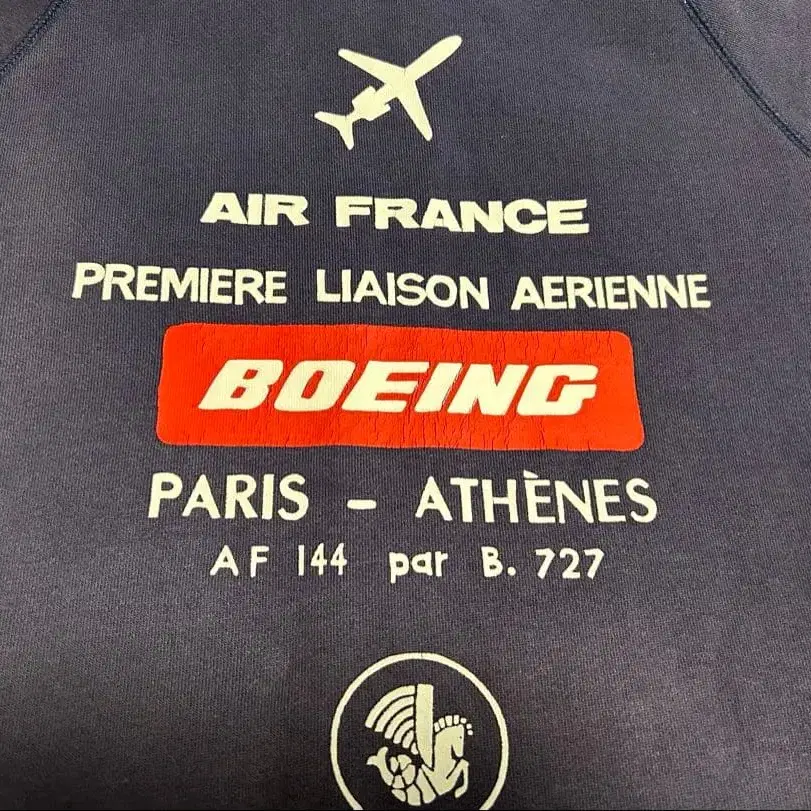 AIR FRANCE
PREMIERE LIAISON AERIENNE
BOEING
PARIS - ATHÈNES
AF 144 par B. 727